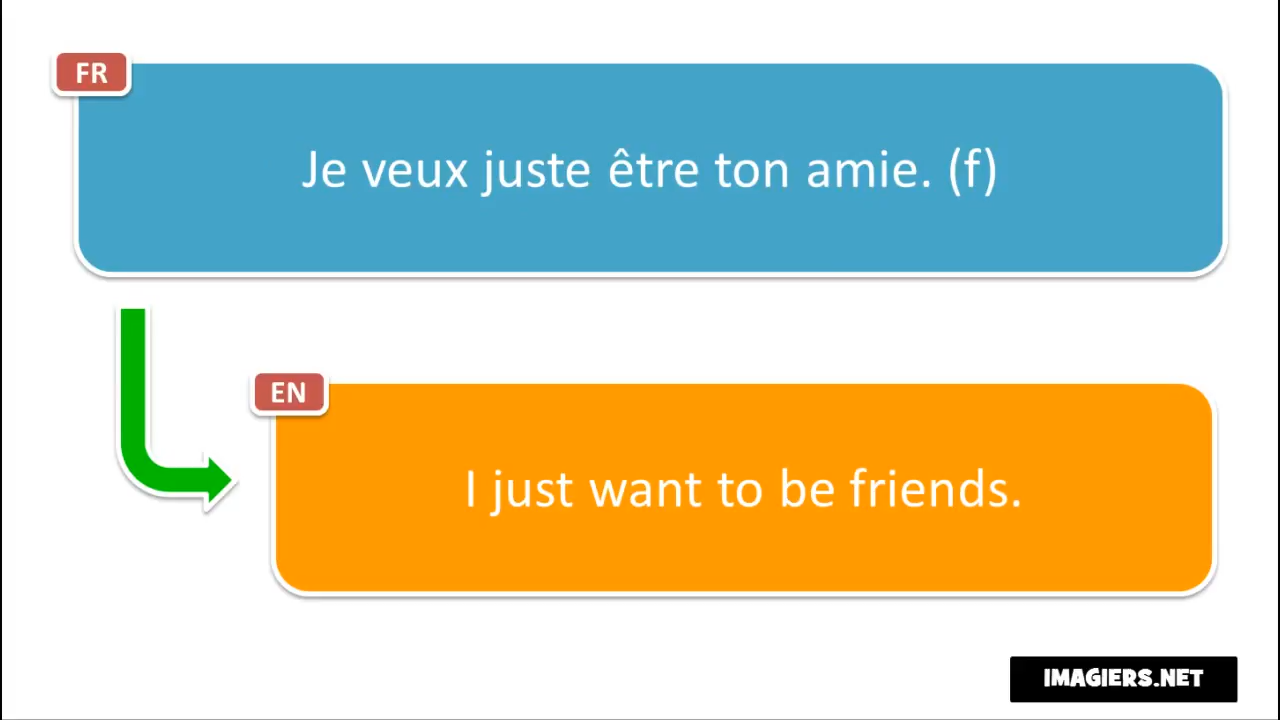 FR
Je veux juste être ton amie. (f)
EN
I just want to be friends.
IMAGIERS.NET